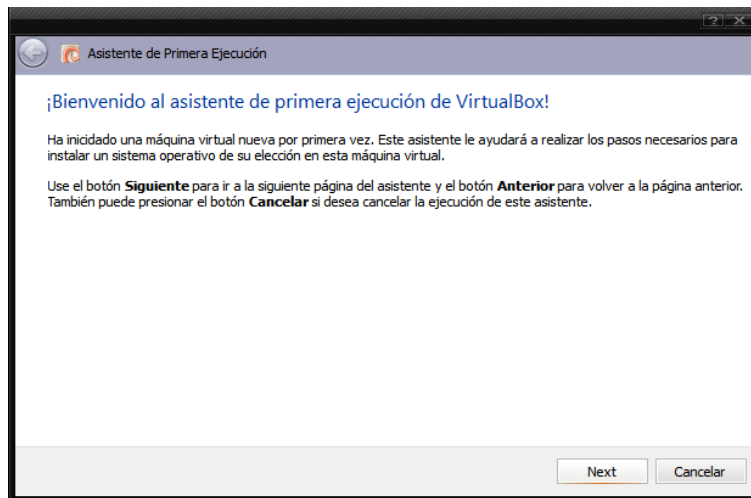 Asistente de Primera Ejecución
¡Bienvenido al asistente de primera ejecución de VirtualBox!
Ha inicidado una máquina virtual nueva por primera vez. Este asistente le ayudará a realizar los pasos necesarios para
instalar un sistema operativo de su elección en esta máquina virtual.
Use el botón Siguiente para ir a la siguiente página del asistente y el botón Anterior para volver a la página anterior.
También puede presionar el botón Cancelar si desea cancelar la ejecución de este asistente.
Next Cancelar